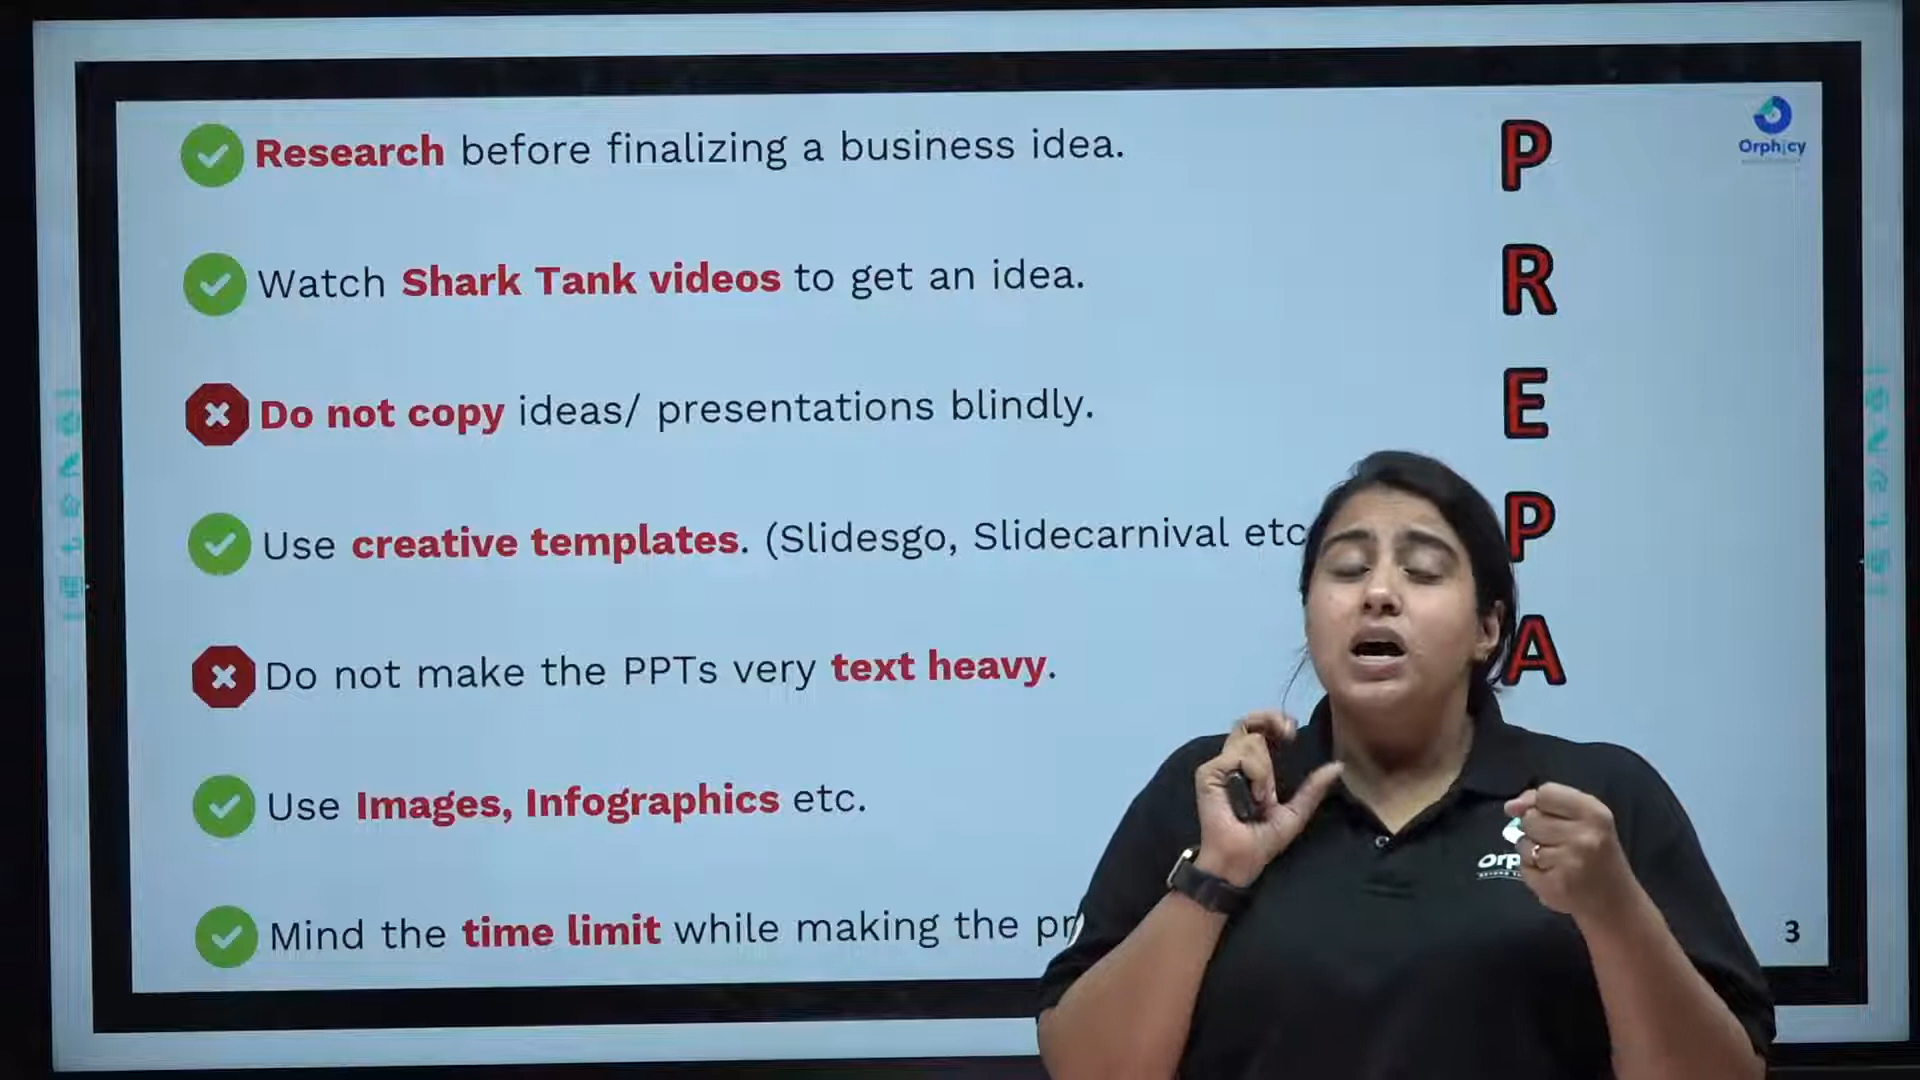 Research before finalizing a business idea.
Watch Shark Tank videos to get an idea.
Do not copy ideas/ presentations blindly.
Use creative templates. (Slidesgo, Slidecarnival etc
Do not make the PPTs very text heavy.
Use Images, Infographics etc.
Mind the time limit while making the
P
R
E
P
A
Orphicy
3